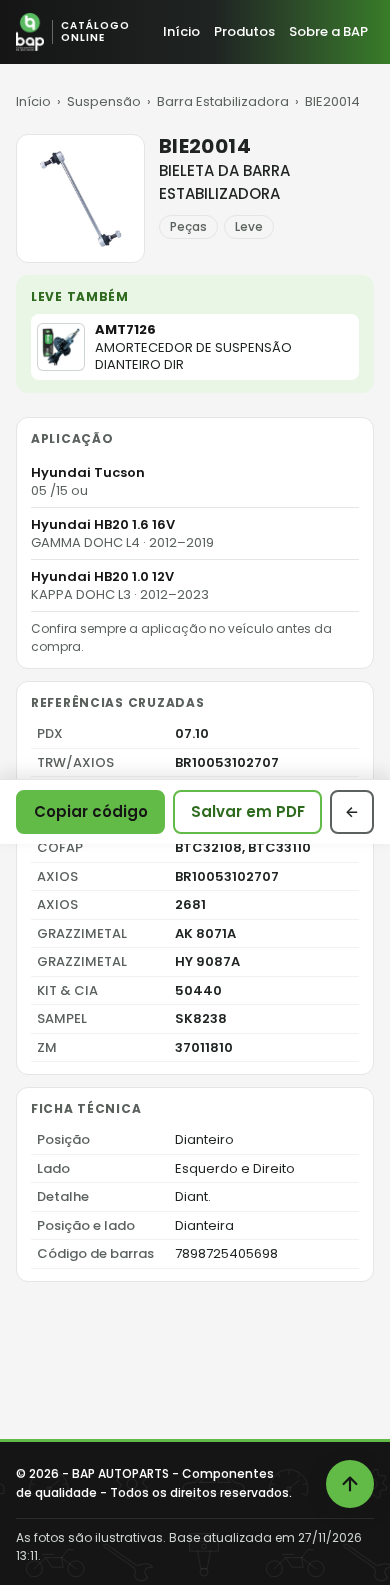 bap
CATÁLOGO
ONLINE
Início Produtos Sobre a BAP
Início › Suspensão › Barra Estabilizadora › BIE20014
BIE20014
BIELETA DA BARRA
ESTABILIZADORA
Peças Leve
LEVE TAMBÉM
AMT7126
AMORTECEDOR DE SUSPENSÃO
DIANTEIRO DIR
APLICAÇÃO
Hyundai Tucson
05 /15 ou
Hyundai HB20 1.6 16V
GAMMA DOHC L4 · 2012–2019
Hyundai HB20 1.0 12V
KAPPA DOHC L3 · 2012–2023
Confira sempre a aplicação no veículo antes da
compra.
REFERÊNCIAS CRUZADAS
PDX 07.10
TRW/AXIOS BR10053102707
Copiar código Salvar em PDF ←
COFAP BTC32108, BTC33110
AXIOS BR10053102707
AXIOS 2681
GRAZZIMETAL AK 8071A
GRAZZIMETAL HY 9087A
KIT & CIA 50440
SAMPEL SK8238
ZM 37011810
FICHA TÉCNICA
Posição Dianteiro
Lado Esquerdo e Direito
Detalhe Diant.
Posição e lado Dianteira
Código de barras 7898725405698
© 2026 - BAP AUTOPARTS - Componentes
de qualidade - Todos os direitos reservados.
As fotos são ilustrativas. Base atualizada em 27/11/2026
13:11.